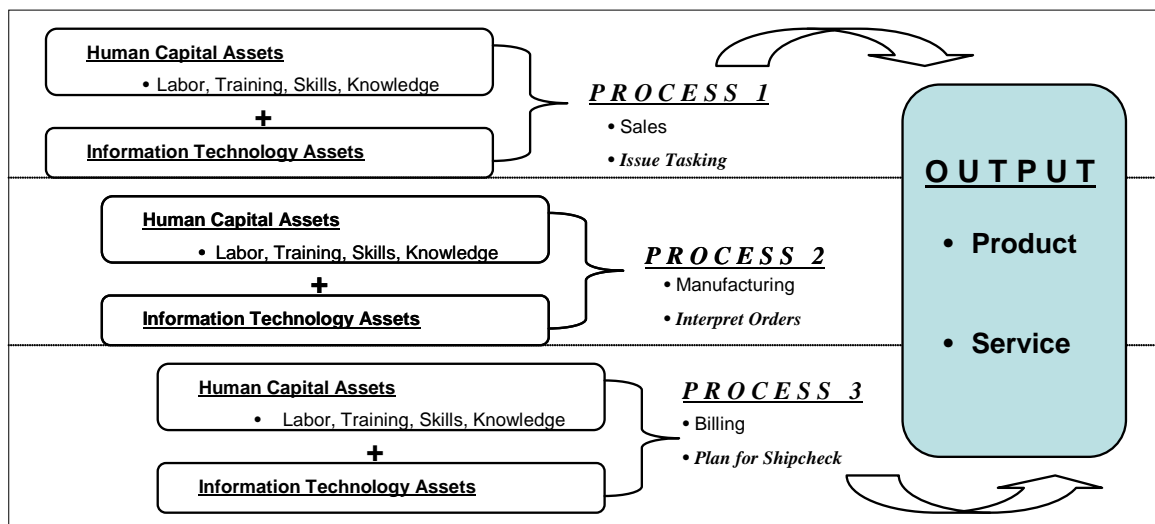 Human Capital Assets
• Labor, Training, Skills, Knowledge
+
Information Technology Assets
PROCESS 1
• Sales
• Issue Tasking
Human Capital Assets
• Labor, Training, Skills, Knowledge
+
Information Technology Assets
PROCESS 2
• Manufacturing
• Interpret Orders
Human Capital Assets
• Labor, Training, Skills, Knowledge
+
Information Technology Assets
PROCESS 3
• Billing
• Plan for Shipcheck
OUTPUT
• Product
• Service